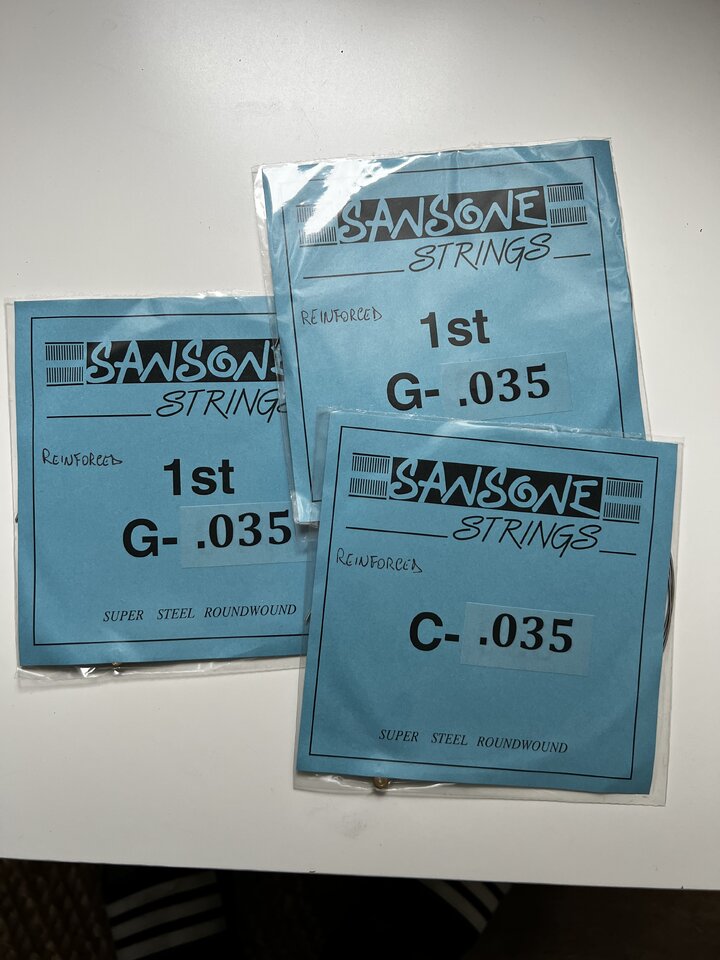 SANSONE
STRINGS
REINFORCED
1st
G- .035
SANSONE
STRINGS
REINFORCED
1st
G- .035
SUPER STEEL ROUNDWOUND
SANSONE
STRINGS
REINFORCED
C- .035
SUPER STEEL ROUNDWOUND